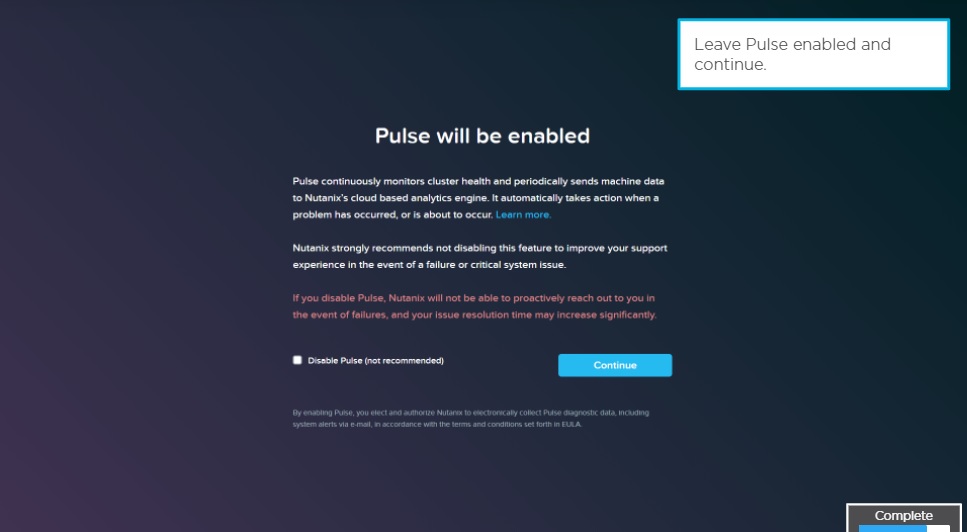 Leave Pulse enabled and
continue.
Pulse will be enabled
Pulse continuously monitors cluster health and periodically sends machine data
to Nutanix's cloud based analytics engine. It automatically takes action when a
problem has occurred, or is about to occur. Learn more.
Nutanix strongly recommends not disabling this feature to improve your support
experience in the event of a failure or critical system issue.
If you disable Pulse, Nutanix will not be able to proactively reach out to you in
the event of failures, and your issue resolution time may increase significantly.
Disable Pulse (not recommended)
Continue
By enabling Pulse, you elect and authorize Nutanix to electronically collect Pulse diagnostic data, including
system alerts via e-mail, in accordance with the terms and conditions set forth in EULA.
Complete